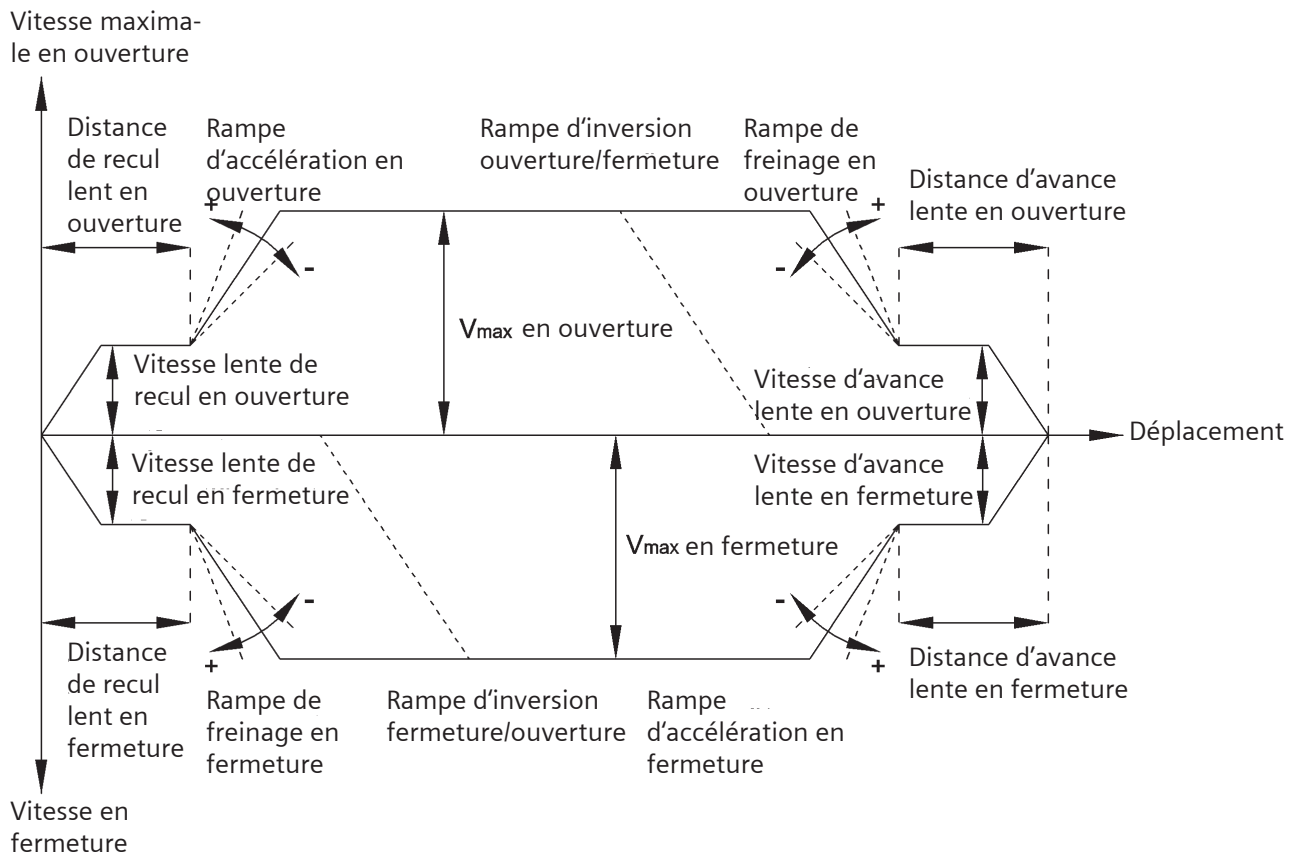 Vitesse maxima-
le en ouverture
Distance
de recul
lent en
ouverture
Rampe
d'accélération en
ouverture
Rampe d'inversion
ouverture/fermeture
Rampe de
freinage en
ouverture
Distance d'avance
lente en ouverture
+
-
-
+
Vmax en ouverture
Vitesse lente de
recul en ouverture
Vitesse d'avance
lente en ouverture
Déplacement
Vitesse lente de
recul en fermeture
Vitesse d'avance
lente en fermeture
Vmax en fermeture
-
+
-
+
Distance
de recul
lent en
fermeture
Rampe de
freinage en
fermeture
Rampe d'inversion
fermeture/ouverture
Rampe
d'accélération en
fermeture
Distance d'avance
lente en fermeture
Vitesse en
fermeture